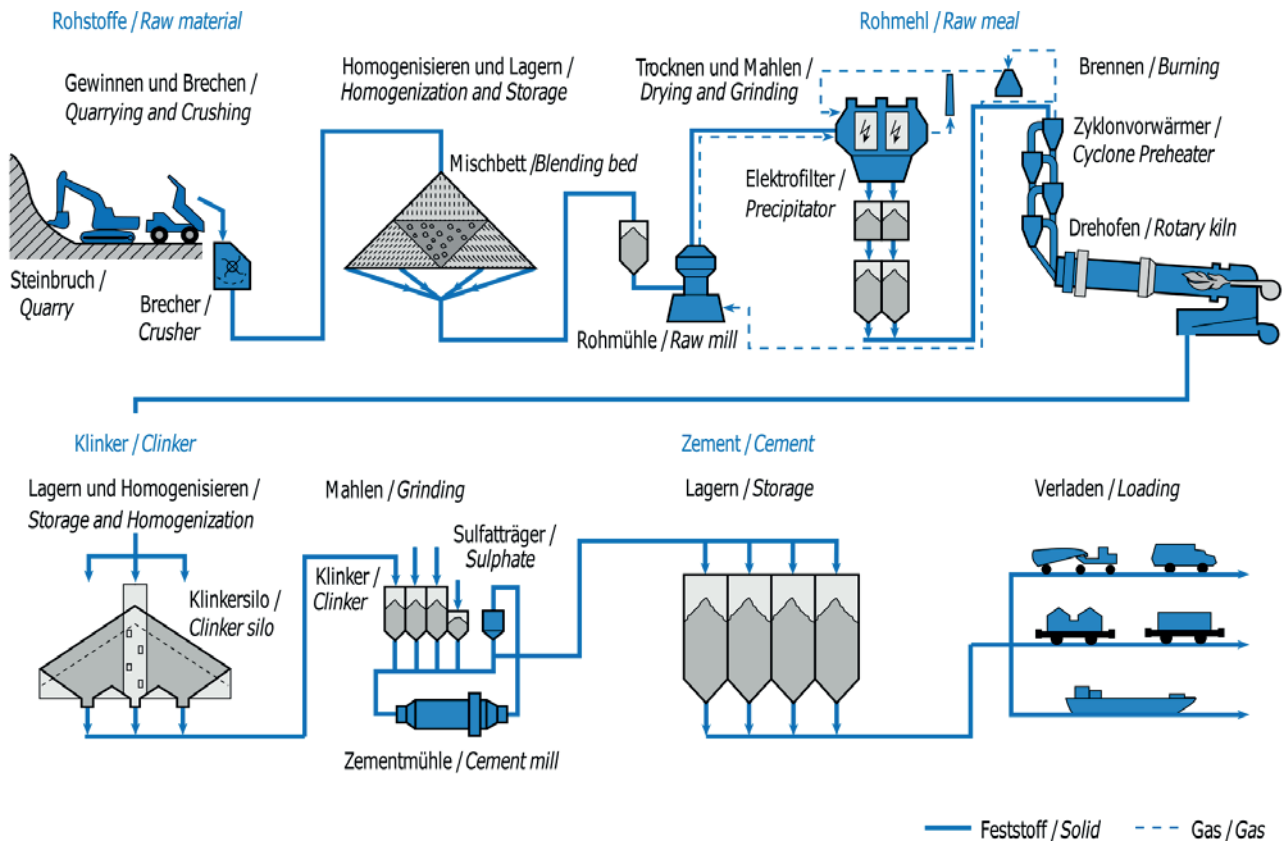 Rohstoffe / Raw material
Rohmehl / Raw meal
Gewinnen und Brechen /
Quarrying and Crushing
Homogenisieren und Lagern /
Homogenization and Storage
Trocknen und Mahlen /
Drying and Grinding
Brennen / Burning
Zyklonvorwärmer /
Cyclone Preheater
Mischbett / Blending bed
Elektrofilter /
Precipitator
Drehofen / Rotary kiln
Steinbruch /
Quarry
Brecher /
Crusher
Rohmühle / Raw mill
Klinker / Clinker
Zement / Cement
Lagern und Homogenisieren /
Storage and Homogenization
Mahlen / Grinding
Lagern / Storage
Verladen / Loading
Sulfatträger /
Sulphate
Klinker /
Clinker
Klinkersilo /
Clinker silo
Zementmühle / Cement mill
Feststoff / Solid
Gas / Gas